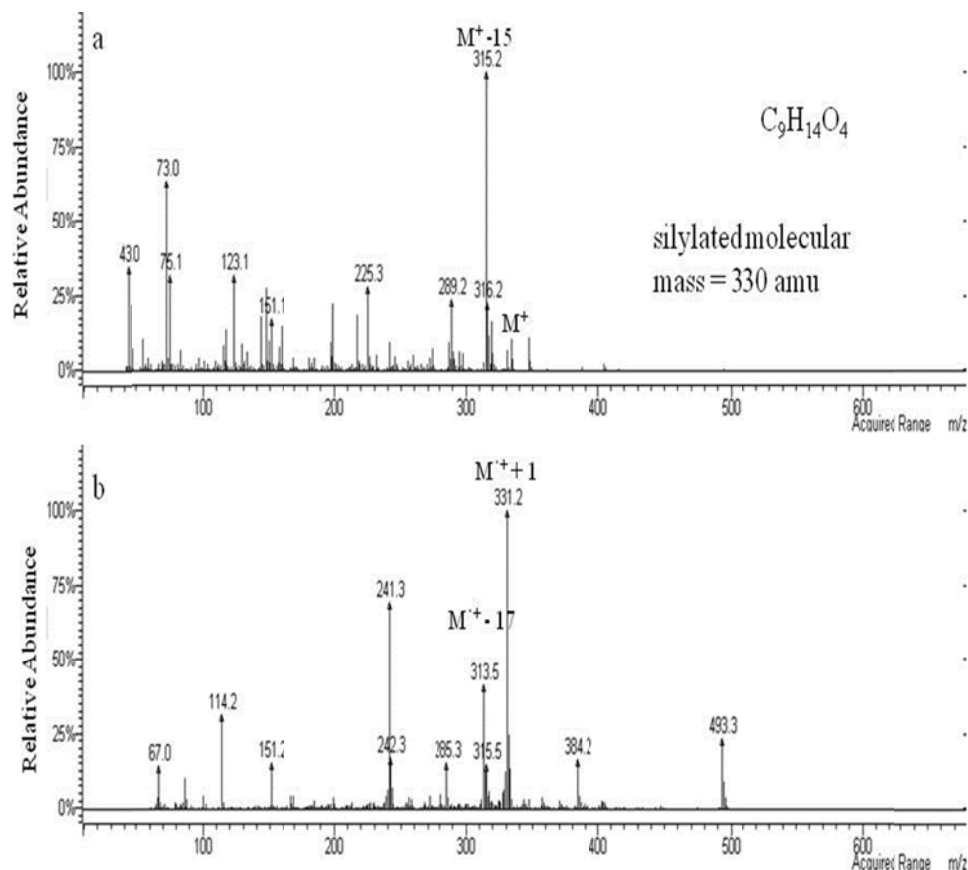 a
M⁺-15
315.2
100%
C₉H₁₄O₄
75%
73.0
silylated molecular
mass = 330 amu
50%
430
75.1
123.1
151.1
225.3
289.2
316.2
M⁺
25%
0%
Relative Abundance
100 200 300 400 500 600
Acquired Range m/z
b
M˙⁺+1
331.2
100%
75%
241.3
M˙⁺-17
313.5
50%
114.2
25%
67.0
151.2
242.3
285.3
315.5
384.2
493.3
0%
Relative Abundance
100 200 300 400 500 600
Acquired Range m/z